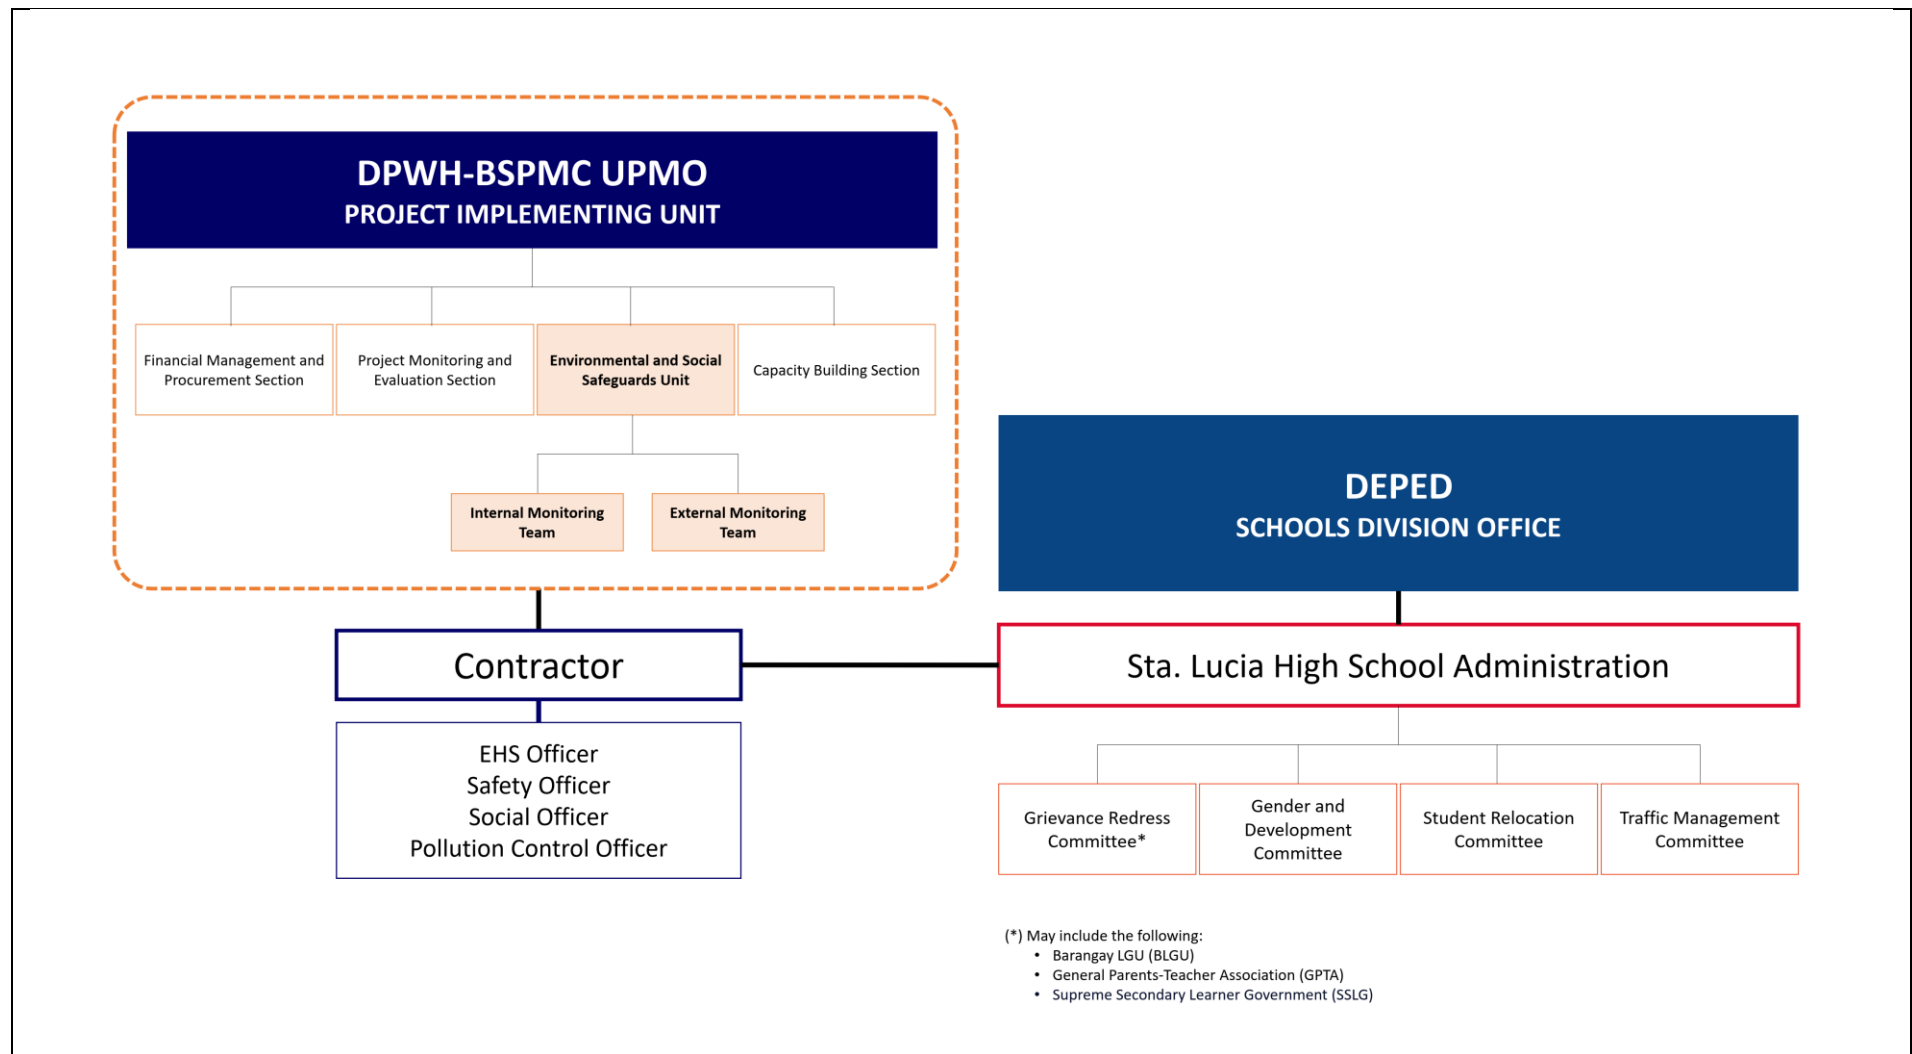 DPWH-BSPMC UPMO
PROJECT IMPLEMENTING UNIT
Financial Management and
Procurement Section
Project Monitoring and
Evaluation Section
Environmental and Social
Safeguards Unit
Capacity Building Section
Internal Monitoring
Team
External Monitoring
Team
DEPED
SCHOOLS DIVISION OFFICE
Contractor
Sta. Lucia High School Administration
EHS Officer
Safety Officer
Social Officer
Pollution Control Officer
Grievance Redress
Committee*
Gender and
Development
Committee
Student Relocation
Committee
Traffic Management
Committee
(*) May include the following:
• Barangay LGU (BLGU)
• General Parents-Teacher Association (GPTA)
• Supreme Secondary Learner Government (SSLG)